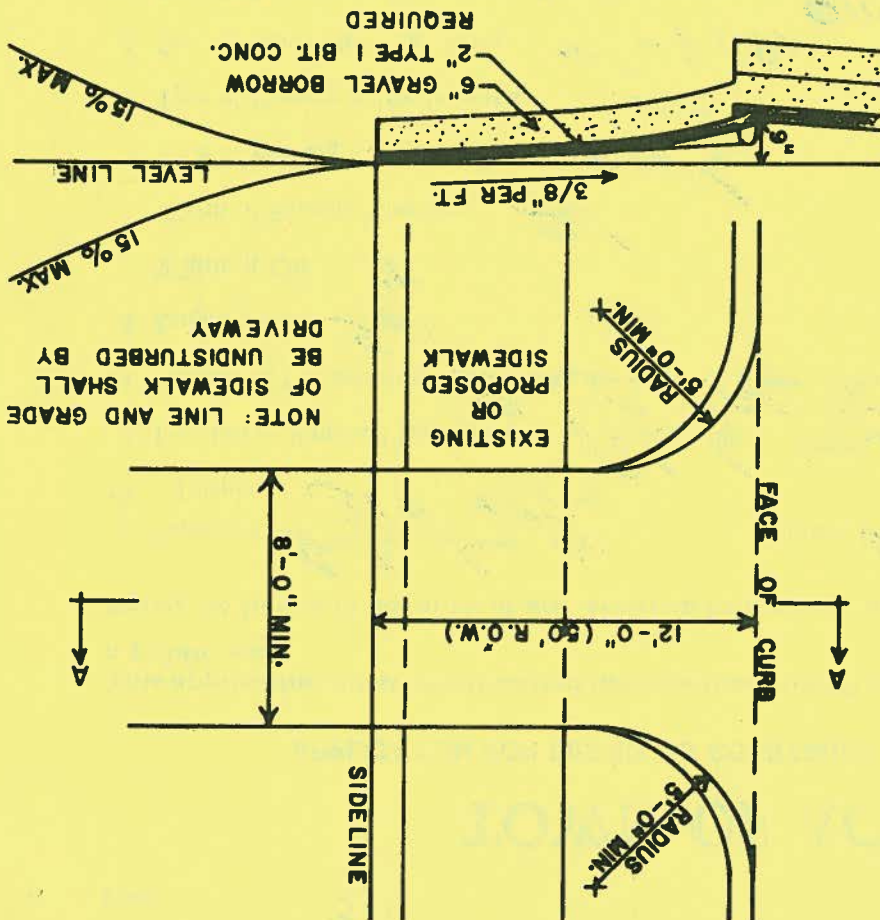 SIDELINE
RADIUS
5'-0" MIN.
RADIUS
5'-0" MIN.
A
A
8'-0" MIN.
12'-0" (50' R.O.W.)
FACE OF CURB
NOTE: LINE AND GRADE
OF SIDEWALK SHALL
BE UNDISTURBED BY
DRIVEWAY
EXISTING
OR
PROPOSED
SIDEWALK
15% MAX.
3/8" PER FT.
LEVEL LINE
15% MAX.
6" GRAVEL BORROW
2" TYPE I BIT. CONC.
REQUIRED